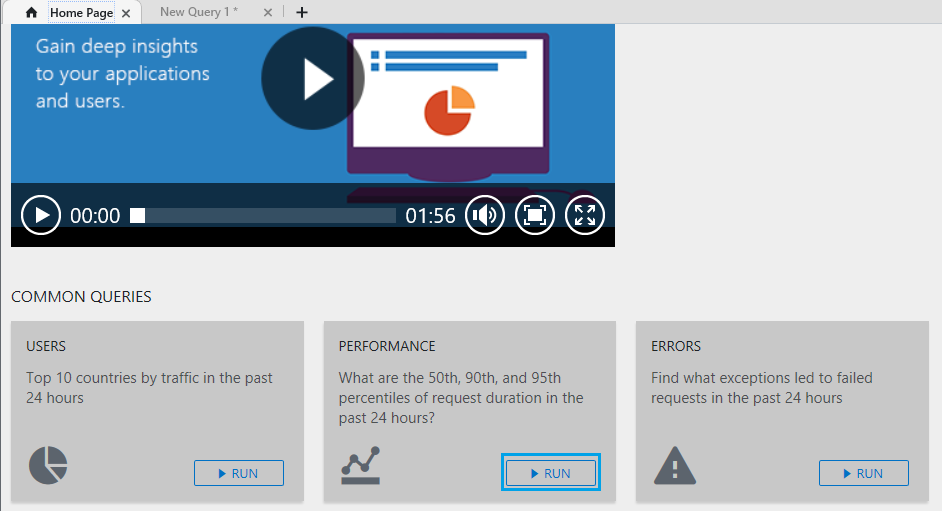 Home Page
New Query 1 *
Gain deep insights
to your applications
and users.
00:00
01:56
COMMON QUERIES
USERS
Top 10 countries by traffic in the past
24 hours
RUN
PERFORMANCE
What are the 50th, 90th, and 95th
percentiles of request duration in the
past 24 hours?
RUN
ERRORS
Find what exceptions led to failed
requests in the past 24 hours
RUN